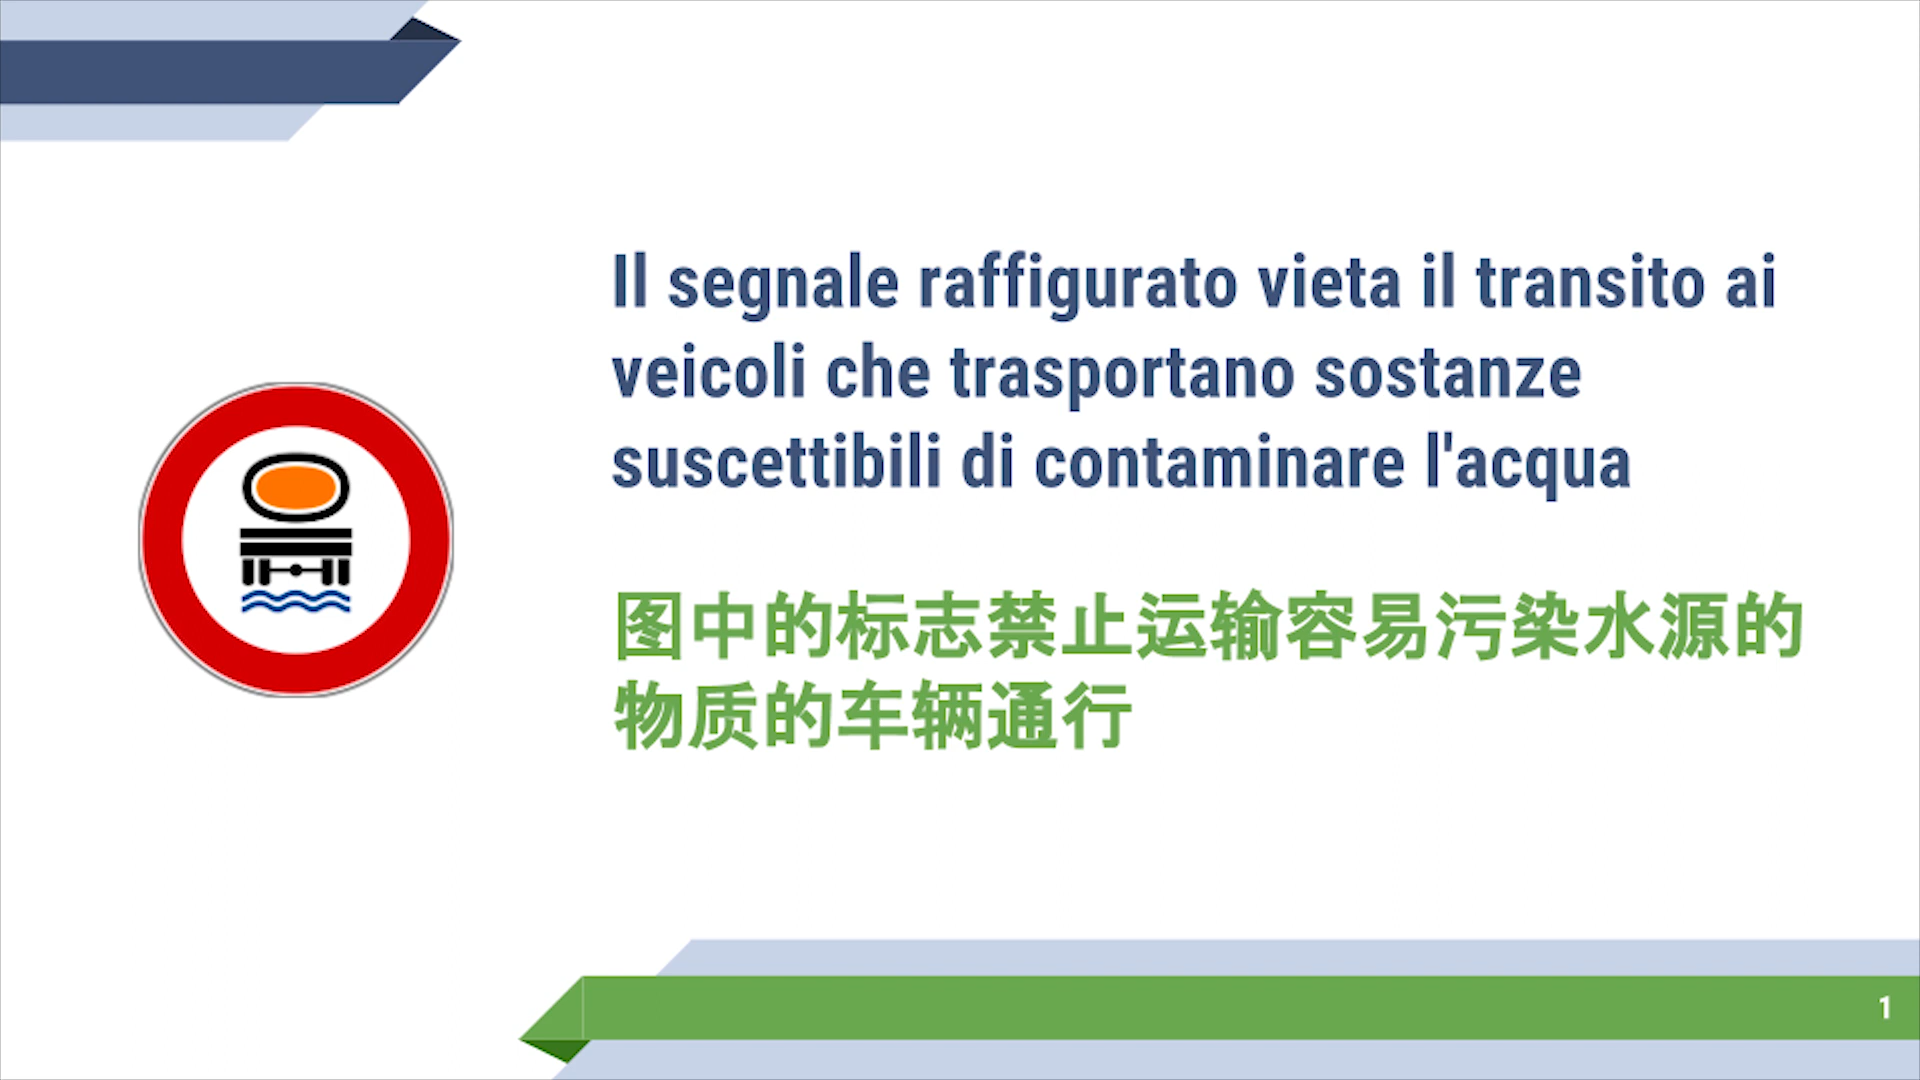 Il segnale raffigurato vieta il transito ai
veicoli che trasportano sostanze
suscettibili di contaminare l'acqua
图中的标志禁止运输容易污染水源的
物质的车辆通行
1